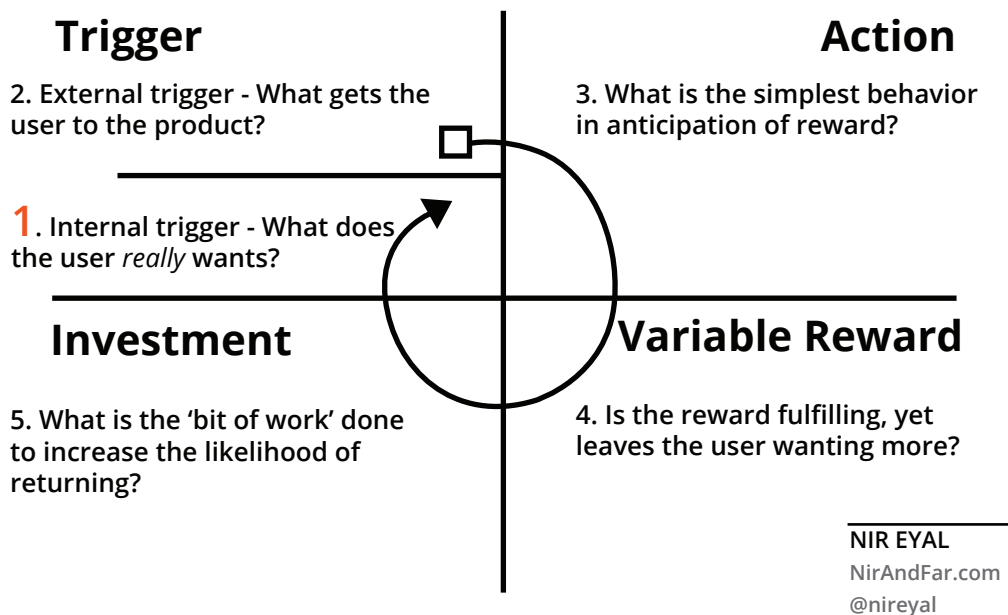 Trigger
2. External trigger - What gets the
user to the product?
1. Internal trigger - What does
the user really wants?
Action
3. What is the simplest behavior
in anticipation of reward?
Investment
5. What is the ‘bit of work’ done
to increase the likelihood of
returning?
Variable Reward
4. Is the reward fulfilling, yet
leaves the user wanting more?
NIR EYAL
NirAndFar.com
@nireyal